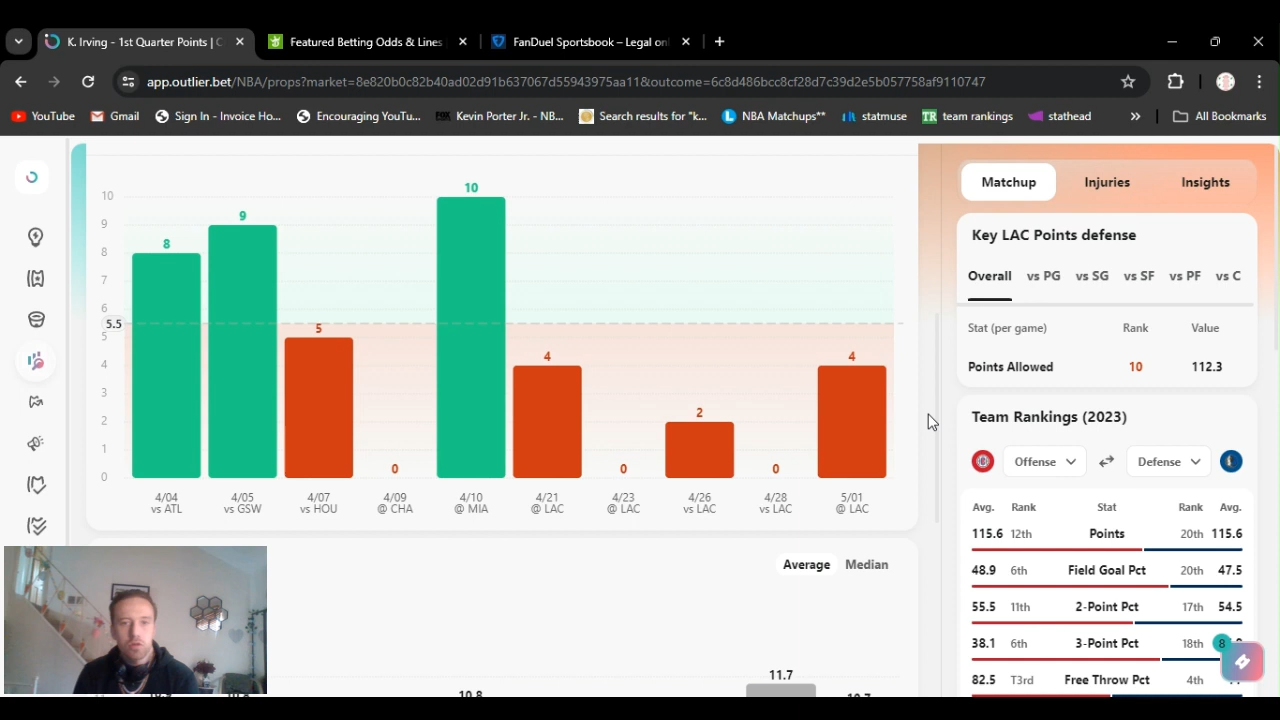 K. Irving - 1st Quarter Points | C
Featured Betting Odds & Lines
FanDuel Sportsbook – Legal onl
app.outlier.bet/NBA/props?market=8e820b0c82b40ad02d91b637067d55943975aa11&outcome=6c8d486bcc8cf28d7c39d2e5b057758af9110747
YouTube
Gmail
Sign In - Invoice Ho...
Encouraging YouTu...
Kevin Porter Jr. - NB...
Search results for "k...
NBA Matchups**
statmuse
team rankings
stathead
All Bookmarks
10
9
8
7
6
5.5
5
4
3
2
1
0
8
9
5
0
10
4
0
2
0
4
4/04 4/05 4/07 4/09 4/10 4/21 4/23 4/26 4/28 5/01
vs ATL vs GSW vs HOU @ CHA @ MIA @ LAC @ LAC vs LAC vs LAC @ LAC
Average Median
11.7
10.8
Matchup Injuries Insights
Key LAC Points defense
Overall vs PG vs SG vs SF vs PF vs C
Stat (per game) Rank Value
Points Allowed 10 112.3
Team Rankings (2023)
Offense Defense
Avg. Rank Stat Rank Avg.
115.6 12th Points 20th 115.6
48.9 6th Field Goal Pct 20th 47.5
55.5 11th 2-Point Pct 17th 54.5
38.1 6th 3-Point Pct 18th
8
82.5 T3rd Free Throw Pct 4th